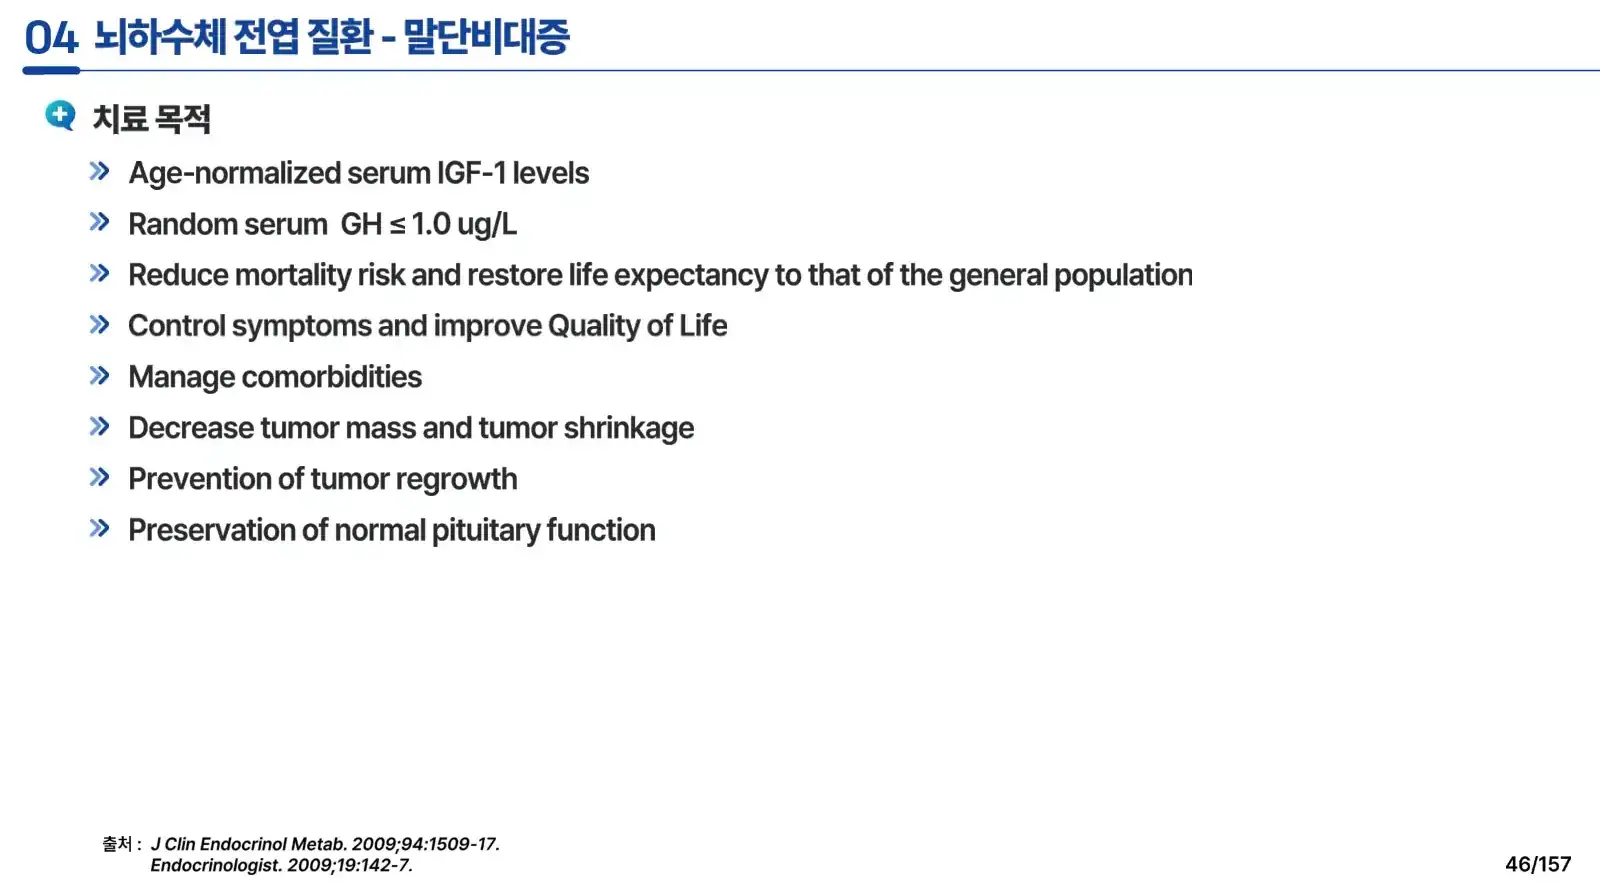 04 뇌하수체 전엽 질환 - 말단비대증
치료 목적
Age-normalized serum IGF-1 levels
Random serum GH ≤ 1.0 ug/L
Reduce mortality risk and restore life expectancy to that of the general population
Control symptoms and improve Quality of Life
Manage comorbidities
Decrease tumor mass and tumor shrinkage
Prevention of tumor regrowth
Preservation of normal pituitary function
출처 : J Clin Endocrinol Metab. 2009;94:1509-17.
Endocrinologist. 2009;19:142-7.
46/157